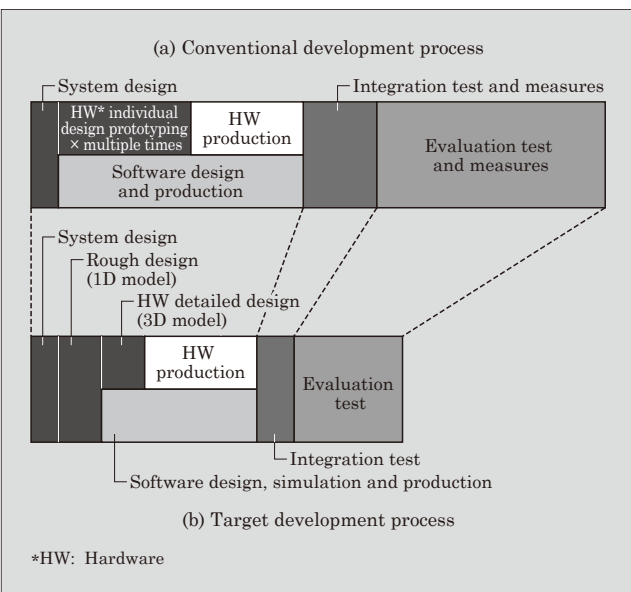 (a) Conventional development process
System design
Integration test and measures
HW* individual
design prototyping
× multiple times
HW
production
Evaluation test
and measures
Software design
and production
System design
Rough design
(1D model)
HW detailed design
(3D model)
HW
production
Evaluation
test
Integration test
Software design, simulation and production
(b) Target development process
*HW: Hardware